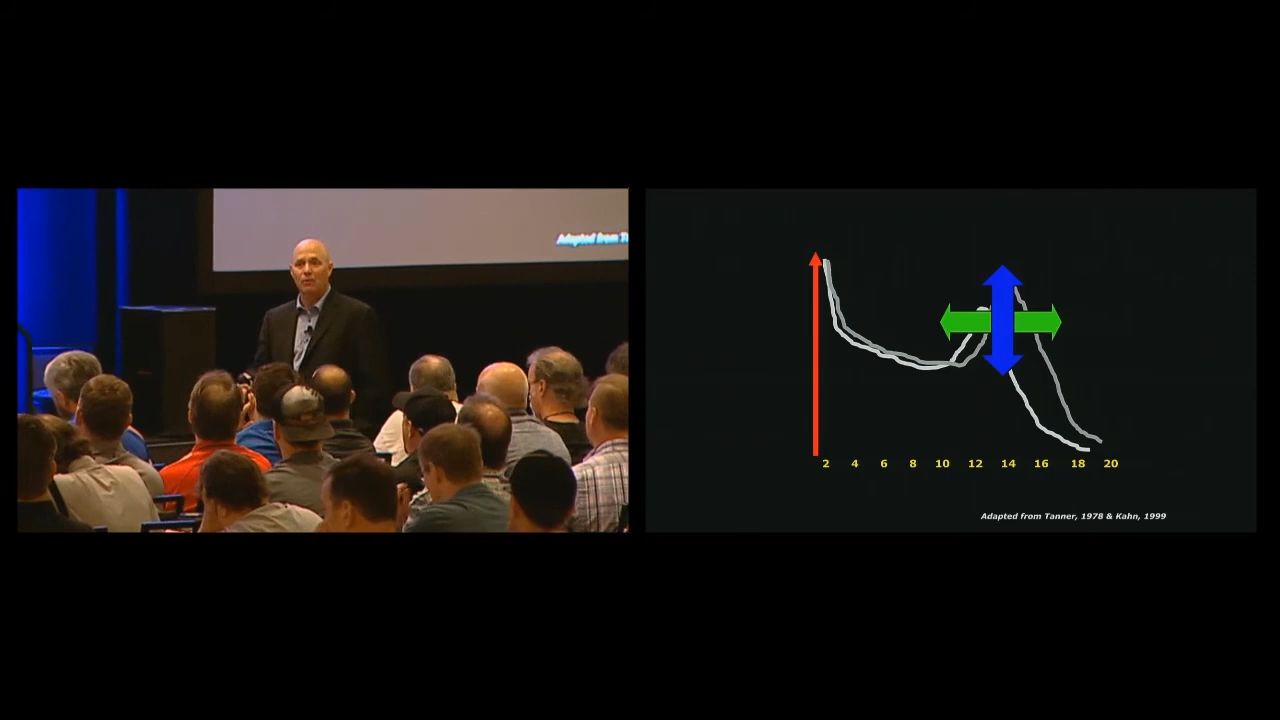 Adapted from
2 4 6 8 10 12 14 16 18 20
Adapted from Tanner, 1978 & Kahn, 1999